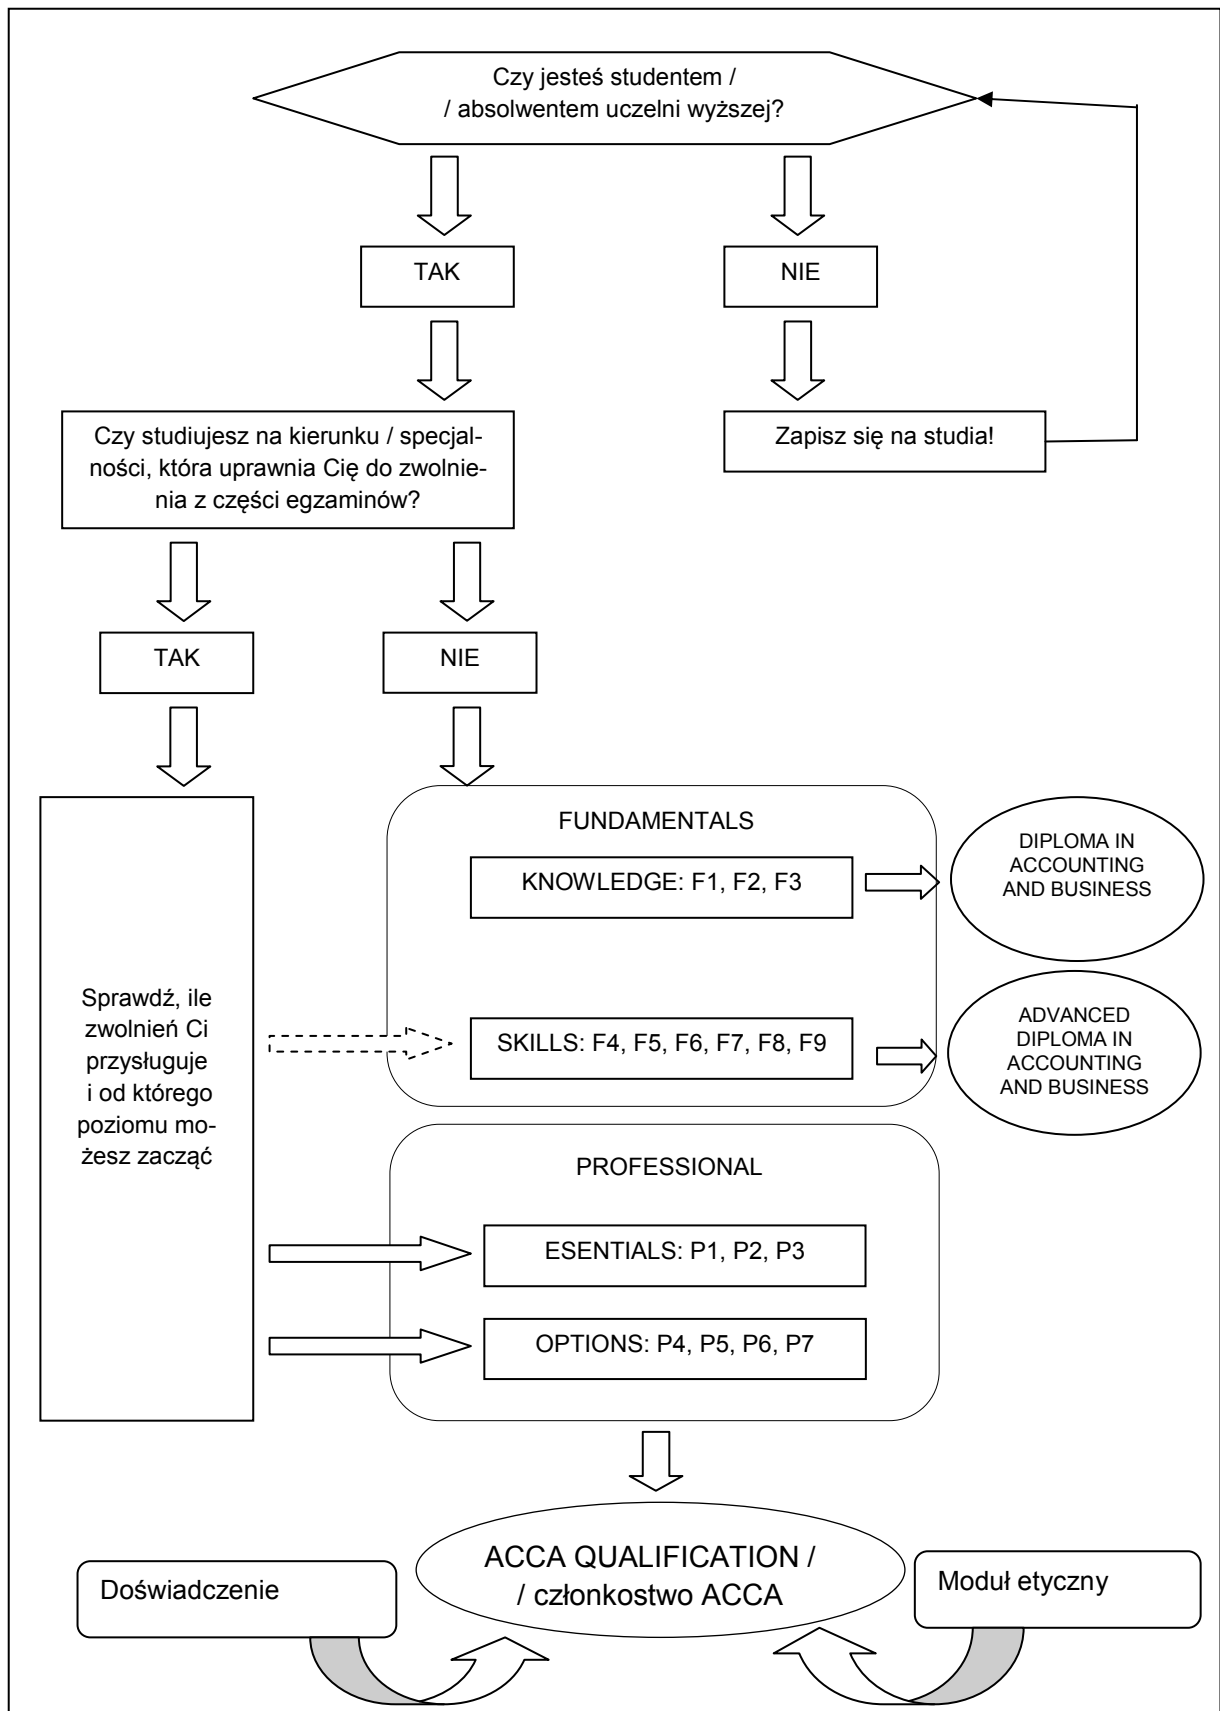 Czy jesteś studentem /
/ absolwentem uczelni wyższej?
TAK
NIE
Czy studiujesz na kierunku / specjal-
ności, która uprawnia Cię do zwolnie-
nia z części egzaminów?
Zapisz się na studia!
TAK
NIE
Sprawdź, ile
zwolnień Ci
przysługuje
i od którego
poziomu mo-
żesz zacząć
FUNDAMENTALS
KNOWLEDGE: F1, F2, F3
DIPLOMA IN
ACCOUNTING
AND BUSINESS
SKILLS: F4, F5, F6, F7, F8, F9
ADVANCED
DIPLOMA IN
ACCOUNTING
AND BUSINESS
PROFESSIONAL
ESENTIALS: P1, P2, P3
OPTIONS: P4, P5, P6, P7
ACCA QUALIFICATION /
/ członkostwo ACCA
Doświadczenie
Moduł etyczny